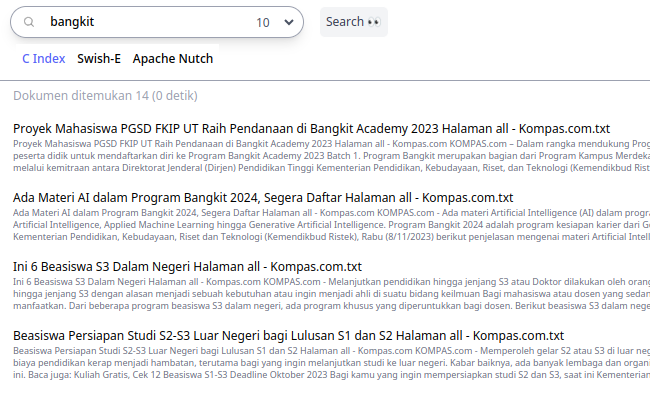 bangkit 10 Search 👀
C Index Swish-E Apache Nutch
Dokumen ditemukan 14 (0 detik)
Proyek Mahasiswa PGSD FKIP UT Raih Pendanaan di Bangkit Academy 2023 Halaman all - Kompas.com.txt
Proyek Mahasiswa PGSD FKIP UT Raih Pendanaan di Bangkit Academy 2023 Halaman all - Kompas.com KOMPAS.com – Dalam rangka mendukung Prog
peserta didik untuk mendaftarkan diri ke Program Bangkit Academy 2023 Batch 1. Program Bangkit merupakan bagian dari Program Kampus Merdeka
melalui kemitraan antara Direktorat Jenderal (Dirjen) Pendidikan Tinggi Kementerian Pendidikan, Kebudayaan, Riset, dan Teknologi (Kemendikbud Rist
Ada Materi AI dalam Program Bangkit 2024, Segera Daftar Halaman all - Kompas.com.txt
Ada Materi AI dalam Program Bangkit 2024, Segera Daftar Halaman all - Kompas.com KOMPAS.com - Ada materi Artificial Intelligence (AI) dalam progr
Artificial Intelligence, Applied Machine Learning hingga Generative Artificial Intelligence. Program Bangkit 2024 adalah program kesiapan karier dari Go
Kementerian Pendidikan, Kebudayaan, Riset dan Teknologi (Kemendikbud Ristek), Rabu (8/11/2023) berikut penjelasan mengenai materi Artificial Intell
Ini 6 Beasiswa S3 Dalam Negeri Halaman all - Kompas.com.txt
Ini 6 Beasiswa S3 Dalam Negeri Halaman all - Kompas.com KOMPAS.com - Melanjutkan pendidikan hingga jenjang S3 atau Doktor dilakukan oleh orang
hingga jenjang S3 dengan alasan menjadi sebuah kebutuhan atau ingin menjadi ahli di suatu bidang keilmuan Bagi mahasiswa atau dosen yang sedan
manfaatkan. Dari beberapa program beasiswa S3 dalam negeri, ada program khusus yang diperuntukkan bagi dosen. Berikut beasiswa S3 dalam nege
Beasiswa Persiapan Studi S2-S3 Luar Negeri bagi Lulusan S1 dan S2 Halaman all - Kompas.com.txt
Beasiswa Persiapan Studi S2-S3 Luar Negeri bagi Lulusan S1 dan S2 Halaman all - Kompas.com KOMPAS.com - Memperoleh gelar S2 atau S3 di luar neg
biaya pendidikan kerap menjadi hambatan, terutama bagi yang ingin melanjutkan studi ke luar negeri. Kabar baiknya, ada banyak lembaga dan organi
ini. Baca juga: Kuliah Gratis, Cek 12 Beasiswa S1-S3 Deadline Oktober 2023 Bagi kamu yang ingin mempersiapkan studi S2 dan S3, saat ini Kementerian